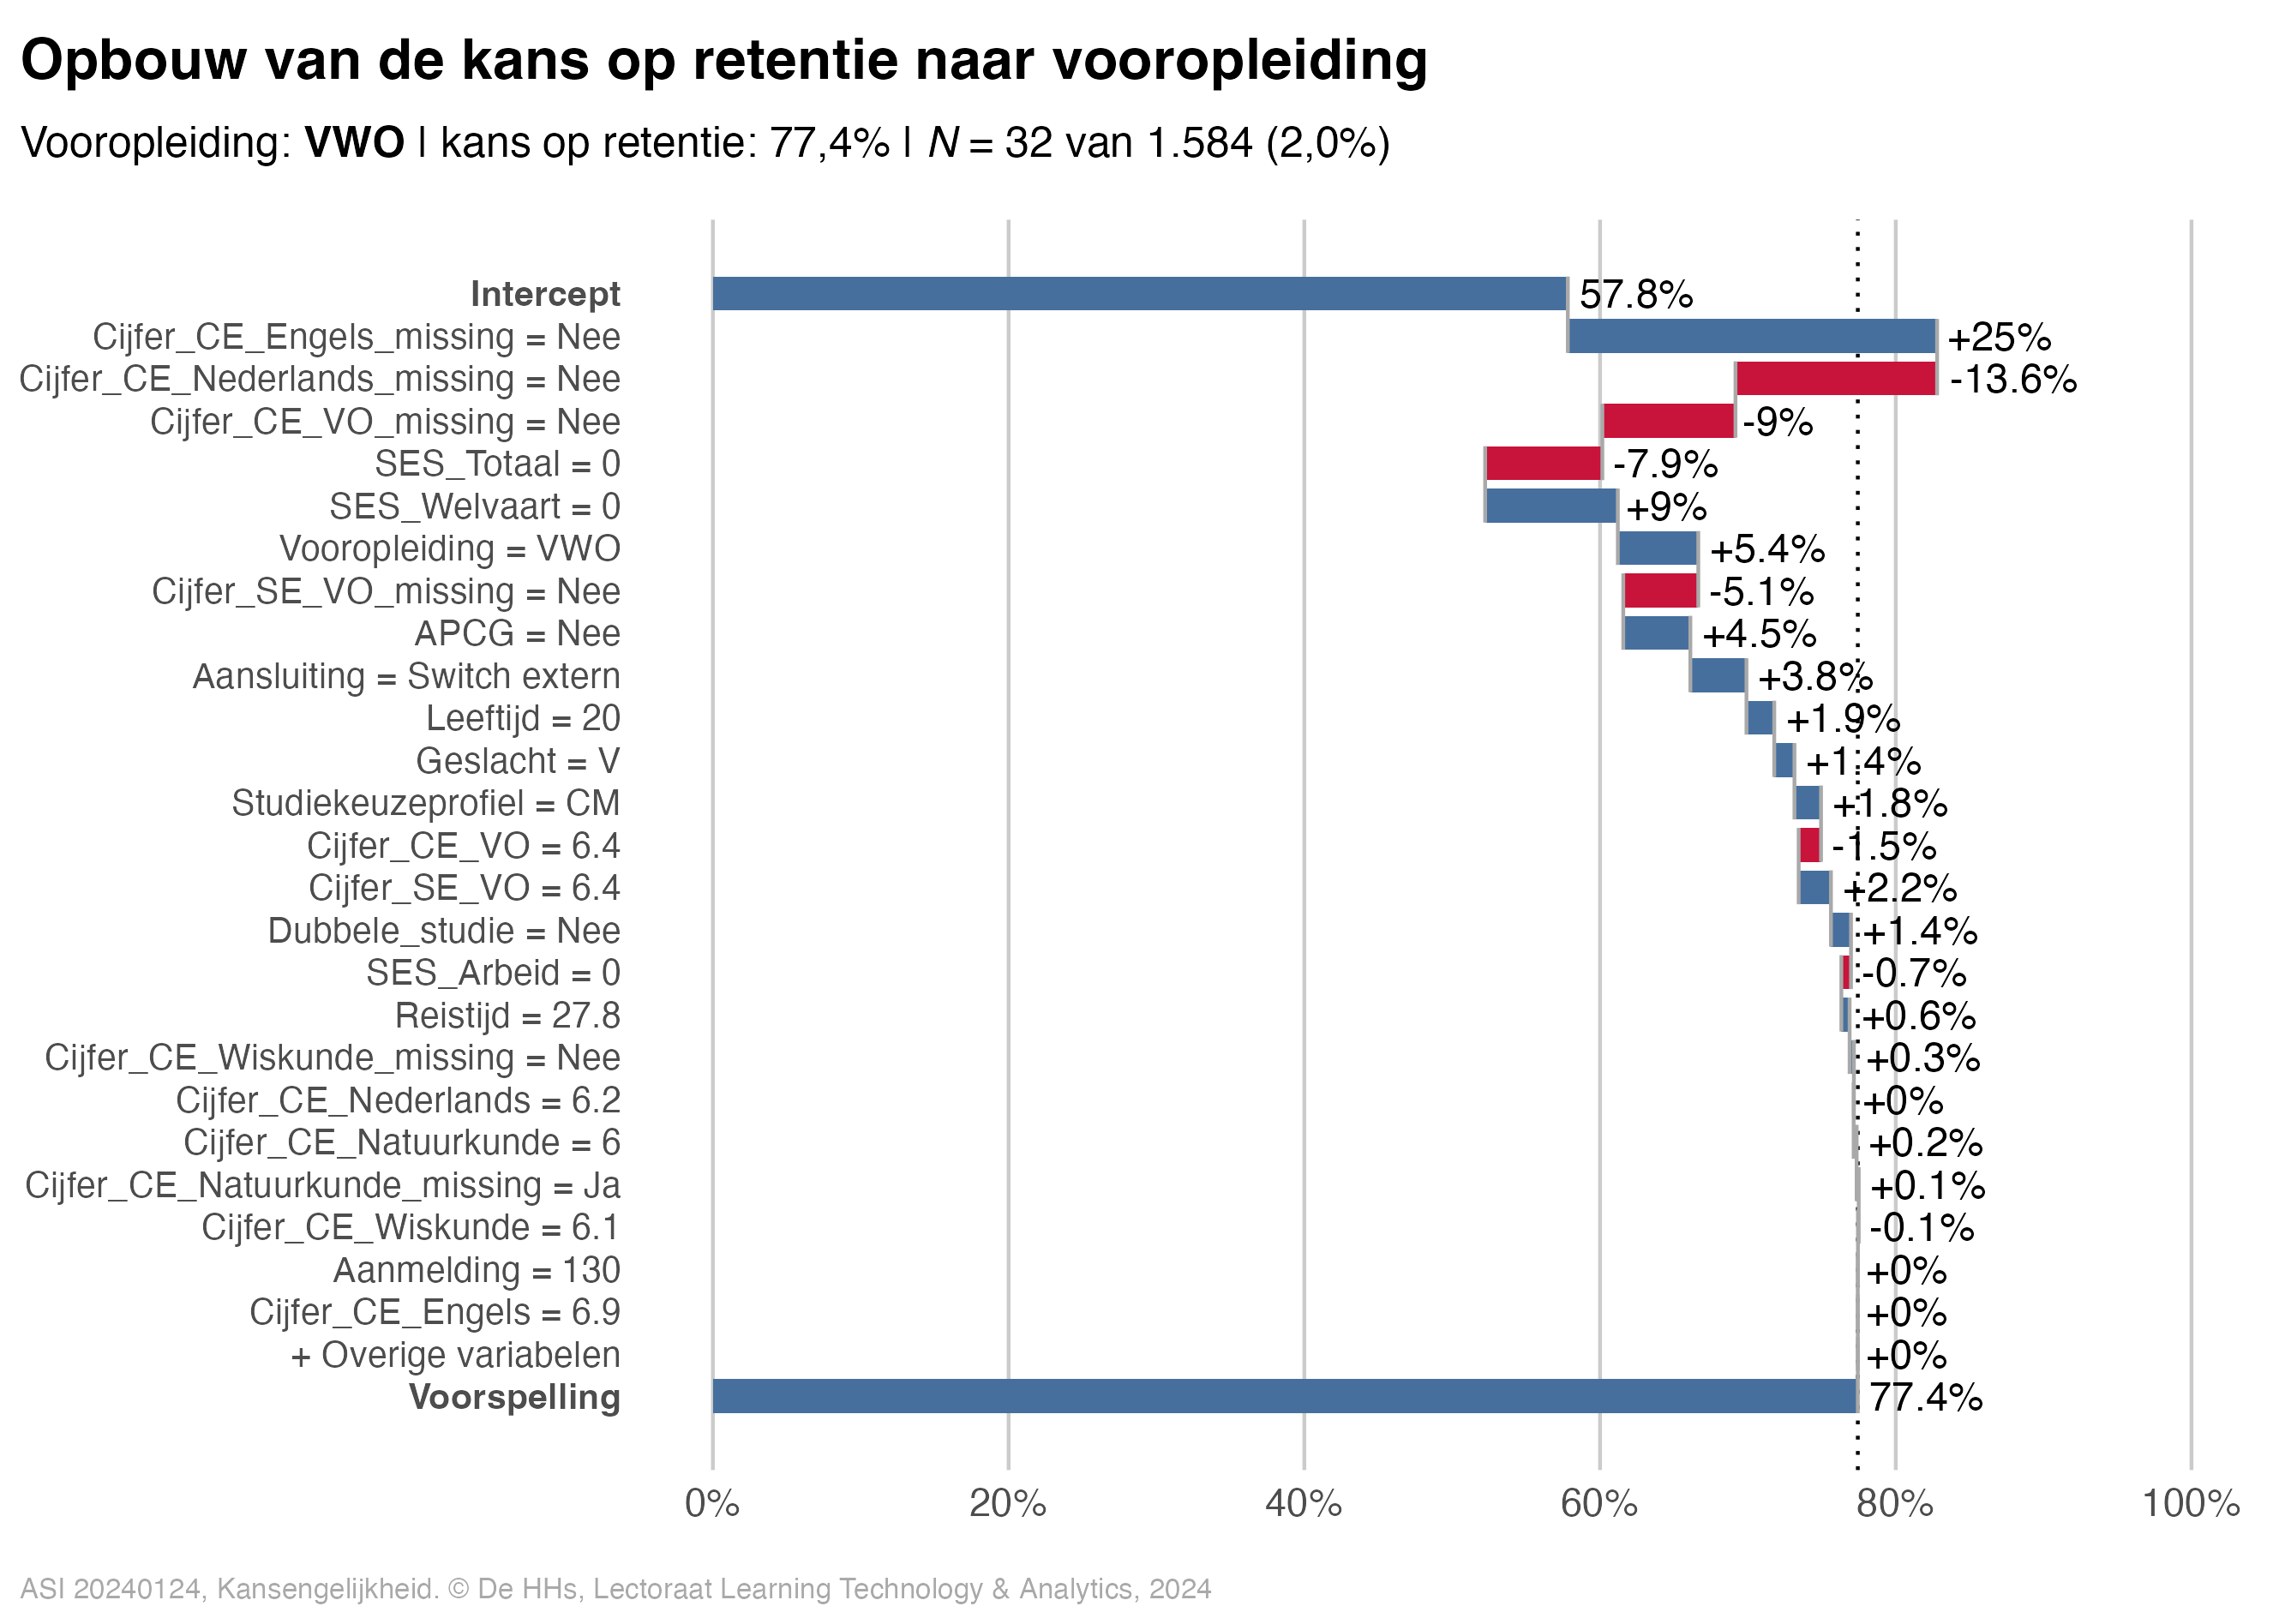 Opbouw van de kans op retentie naar vooropleiding
Vooropleiding: VWO | kans op retentie: 77,4% | N = 32 van 1.584 (2,0%)
Intercept 57.8%
Cijfer_CE_Engels_missing = Nee +25%
Cijfer_CE_Nederlands_missing = Nee -13.6%
Cijfer_CE_VO_missing = Nee -9%
SES_Totaal = 0 -7.9%
SES_Welvaart = 0 +9%
Vooropleiding = VWO +5.4%
Cijfer_SE_VO_missing = Nee -5.1%
APCG = Nee +4.5%
Aansluiting = Switch extern +3.8%
Leeftijd = 20 +1.9%
Geslacht = V +1.4%
Studiekeuzeprofiel = CM +1.8%
Cijfer_CE_VO = 6.4 -1.5%
Cijfer_SE_VO = 6.4 +2.2%
Dubbele_studie = Nee +1.4%
SES_Arbeid = 0 -0.7%
Reistijd = 27.8 +0.6%
Cijfer_CE_Wiskunde_missing = Nee +0.3%
Cijfer_CE_Nederlands = 6.2 +0%
Cijfer_CE_Natuurkunde = 6 +0.2%
Cijfer_CE_Natuurkunde_missing = Ja +0.1%
Cijfer_CE_Wiskunde = 6.1 -0.1%
Aanmelding = 130 +0%
Cijfer_CE_Engels = 6.9 +0%
+ Overige variabelen +0%
Voorspelling 77.4%
0% 20% 40% 60% 80% 100%
ASI 20240124, Kansengelijkheid. © De HHs, Lectoraat Learning Technology & Analytics, 2024